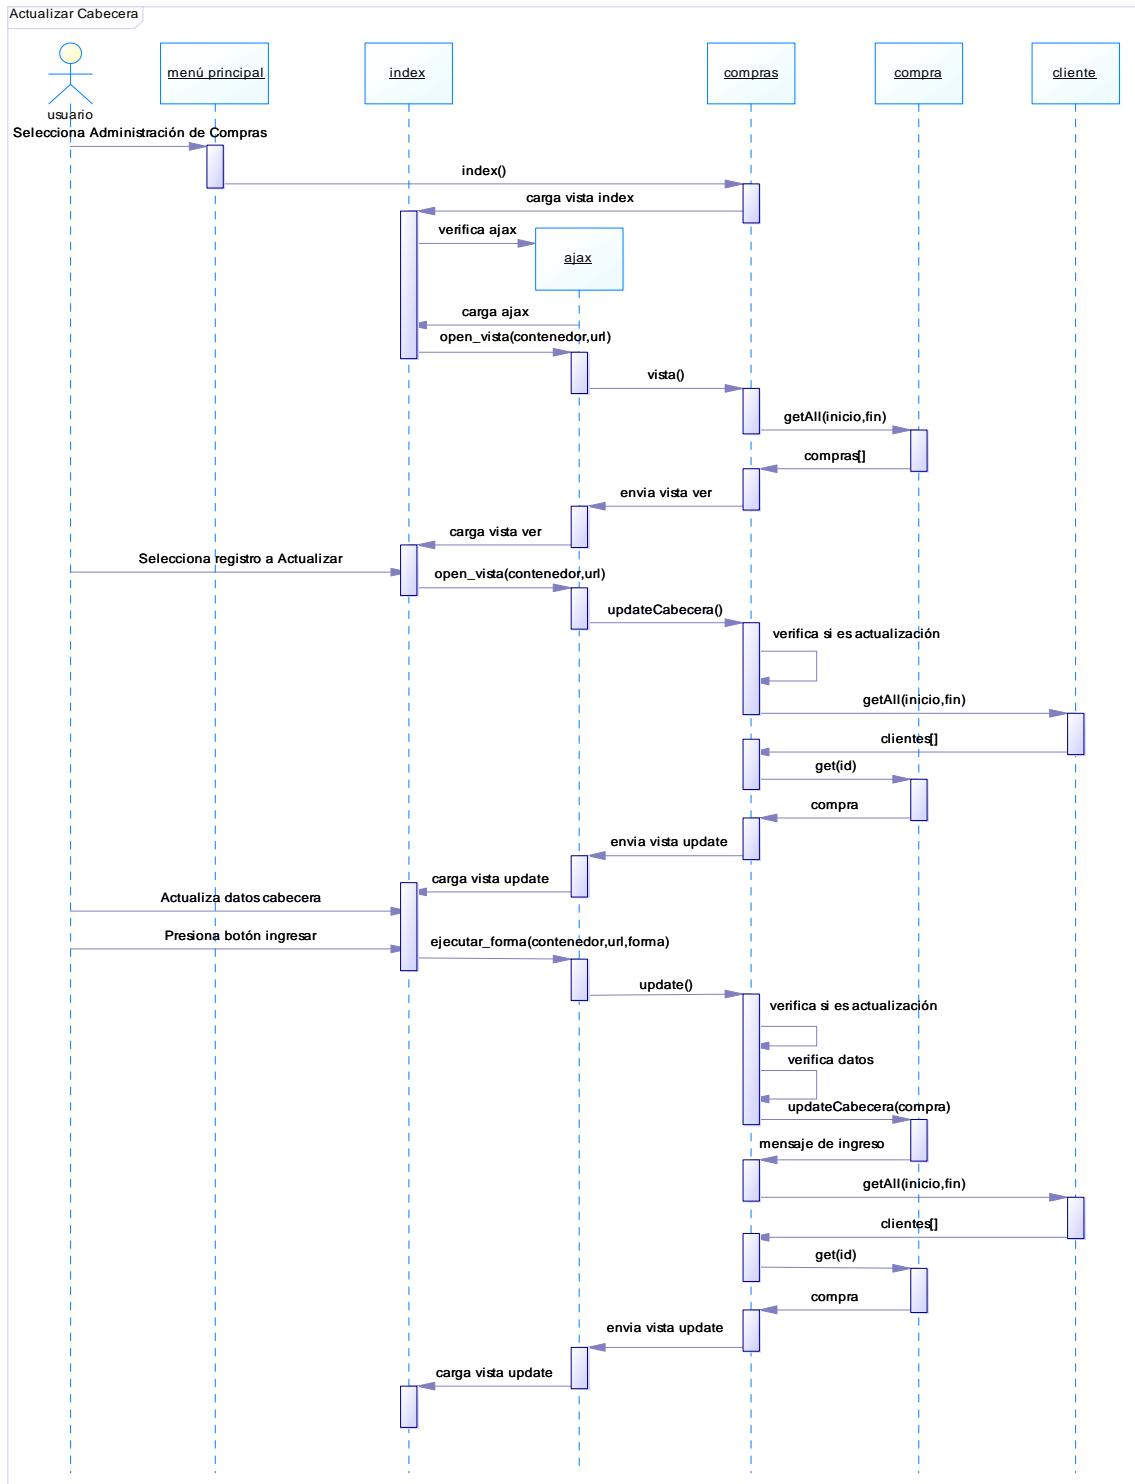 Actualizar Cabecera
menú principal
index
compras
compra
cliente
usuario
Selecciona Administración de Compras
index()
carga vista index
verifica ajax
ajax
carga ajax
open_vista(contenedor,url)
vista()
getAll(inicio,fin)
compras[]
envia vista ver
carga vista ver
Selecciona registro a Actualizar
open_vista(contenedor,url)
updateCabecera()
verifica si es actualización
getAll(inicio,fin)
clientes[]
get(id)
compra
envia vista update
carga vista update
Actualiza datos cabecera
Presiona botón ingresar
ejecutar_forma(contenedor,url,forma)
update()
verifica si es actualización
verifica datos
updateCabecera(compra)
mensaje de ingreso
getAll(inicio,fin)
clientes[]
get(id)
compra
envia vista update
carga vista update